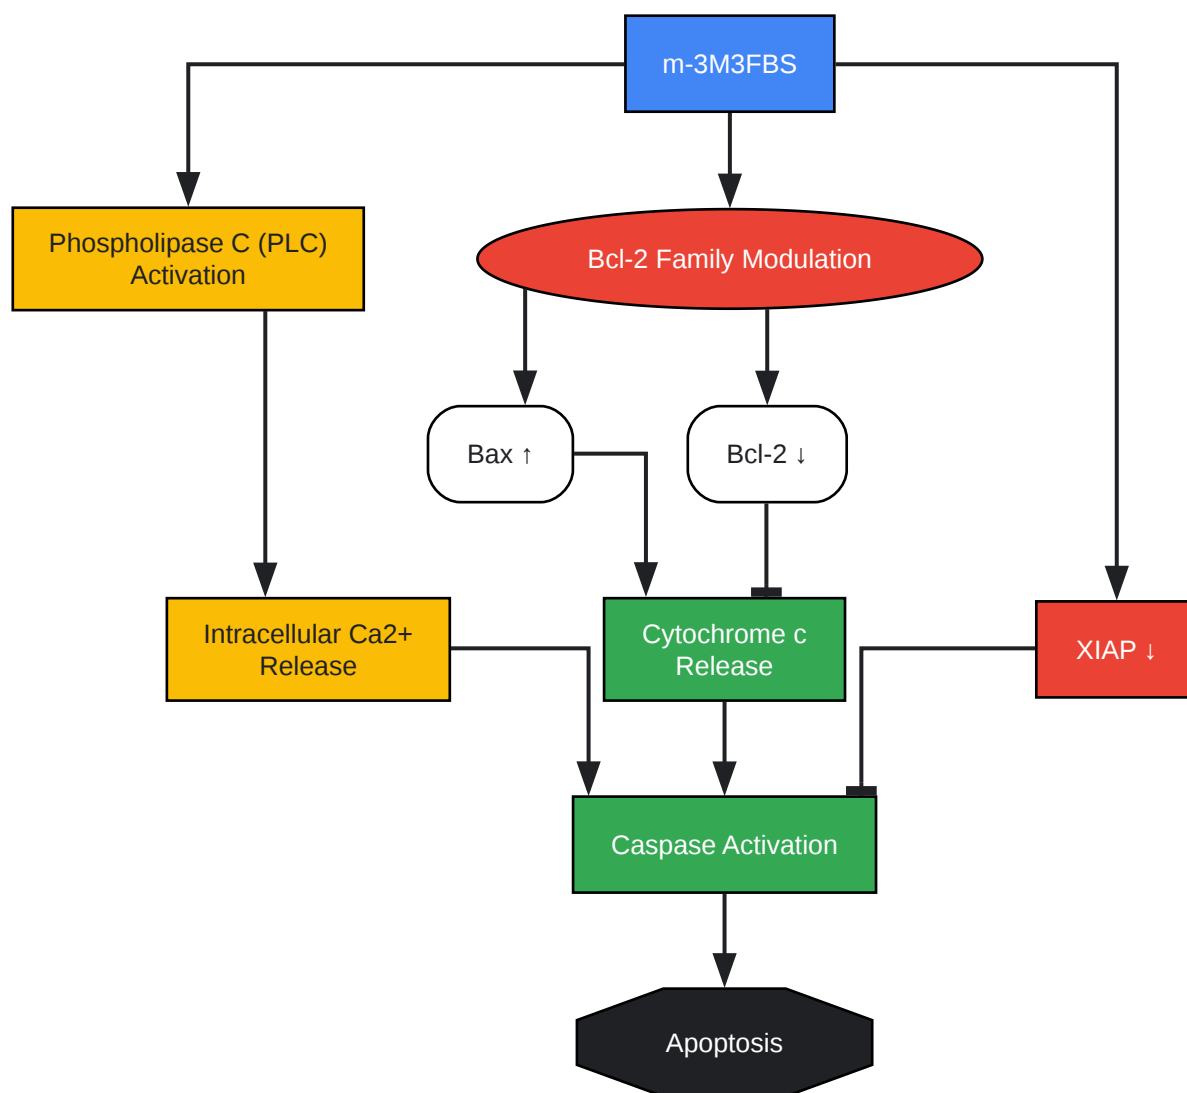 m-3M3FBS
Phospholipase C (PLC)
Activation
Bcl-2 Family Modulation
Bax ↑
Bcl-2 ↓
Intracellular Ca2+
Release
Cytochrome c
Release
XIAP ↓
Caspase Activation
Apoptosis